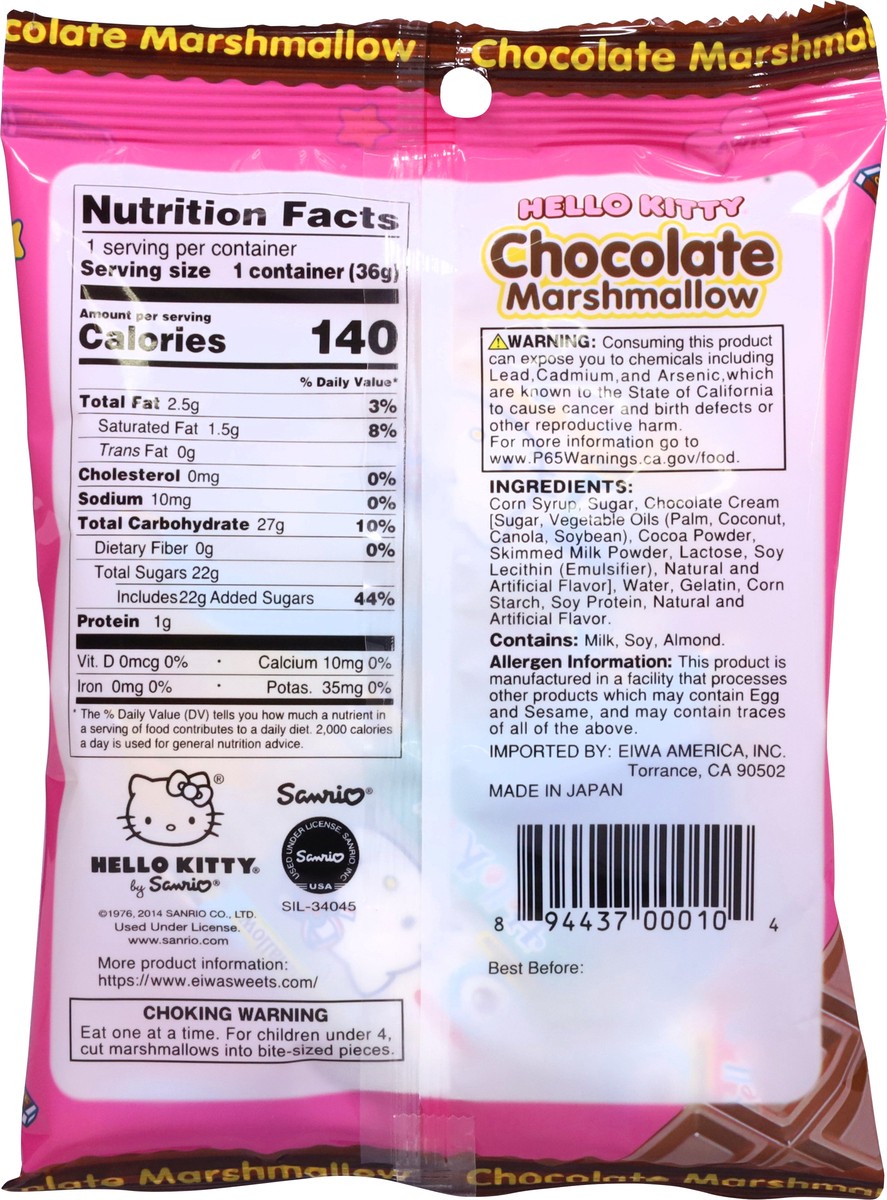 colate Marshmallow
Chocolate Marshmal
Nutrition Facts
1 serving per container
Serving size 1 container (36g)
Amount per serving
Calories 140
% Daily Value*
Total Fat 2.5g 3%
Saturated Fat 1.5g 8%
Trans Fat 0g
Cholesterol 0mg 0%
Sodium 10mg 0%
Total Carbohydrate 27g 10%
Dietary Fiber 0g 0%
Total Sugars 22g
Includes 22g Added Sugars 44%
Protein 1g
Vit. D 0mcg 0% · Calcium 10mg 0%
Iron 0mg 0% · Potas. 35mg 0%
* The % Daily Value (DV) tells you how much a nutrient in
a serving of food contributes to a daily diet. 2,000 calories
a day is used for general nutrition advice.
®
HELLO KITTY®
by Sanrio®
Sanrio®
USED UNDER LICENSE, SANRIO INC.
Sanrio
USA
SIL-34045
©1976, 2014 SANRIO CO., LTD.
Used Under License.
www.sanrio.com
More product information:
https://www.eiwasweets.com/
CHOKING WARNING
Eat one at a time. For children under 4,
cut marshmallows into bite-sized pieces.
HELLO KITTY
Chocolate
Marshmallow
WARNING: Consuming this product
can expose you to chemicals including
Lead,Cadmium,and Arsenic,which
are known to the State of California
to cause cancer and birth defects or
other reproductive harm.
For more information go to
www.P65Warnings.ca.gov/food.
INGREDIENTS:
Corn Syrup, Sugar, Chocolate Cream
[Sugar, Vegetable Oils (Palm, Coconut,
Canola, Soybean), Cocoa Powder,
Skimmed Milk Powder, Lactose, Soy
Lecithin (Emulsifier), Natural and
Artificial Flavor], Water, Gelatin, Corn
Starch, Soy Protein, Natural and
Artificial Flavor.
Contains: Milk, Soy, Almond.
Allergen Information: This product is
manufactured in a facility that processes
other products which may contain Egg
and Sesame, and may contain traces
of all of the above.
IMPORTED BY: EIWA AMERICA, INC.
Torrance, CA 90502
MADE IN JAPAN
8 94437 00010 4
Best Before:
olate Marshmallow
Chocolate Marshm